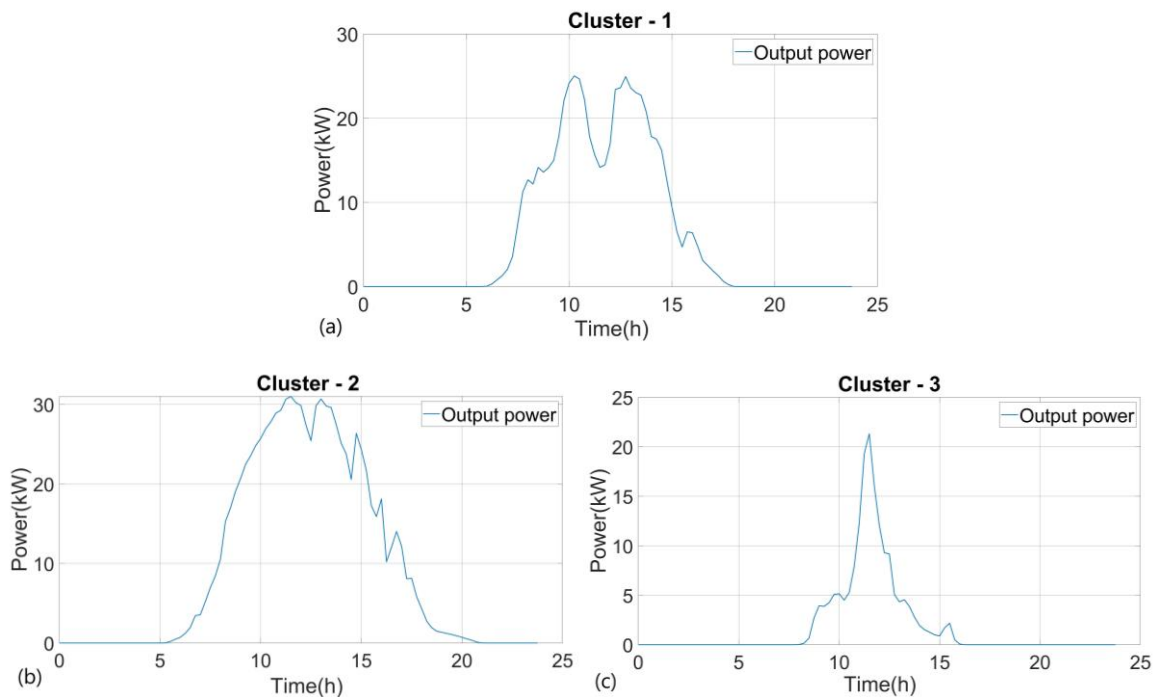 Cluster - 1
Output power
30
20
10
0
Power(kW)
0 5 10 15 20 25
Time(h)
(a)
Cluster - 2
Output power
30
20
10
0
Power(kW)
0 5 10 15 20 25
Time(h)
(b)
Cluster - 3
Output power
25
20
15
10
5
0
Power(kW)
0 5 10 15 20 25
Time(h)
(c)